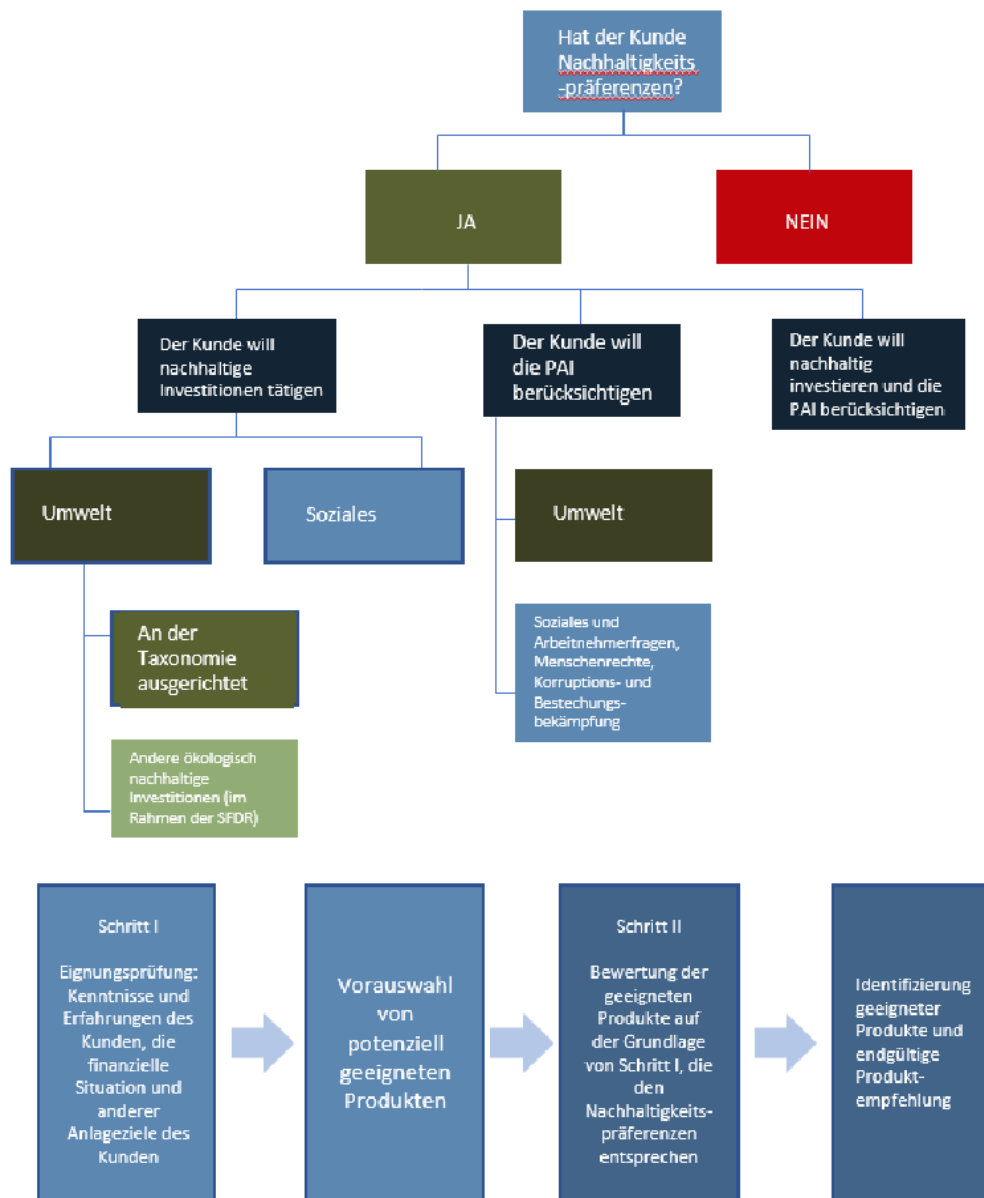 Hat der Kunde
Nachhaltigkeits
-präferenzen?
JA
NEIN
Der Kunde will
nachhaltige
Investitionen tätigen
Der Kunde will
die PAI
berücksichtigen
Der Kunde will
nachhaltig
investieren und die
PAI berücksichtigen
Umwelt
Soziales
Umwelt
An der
Taxonomie
ausgerichtet
Soziales und
Arbeitnehmerfragen,
Menschenrechte,
Korruptions- und
Bestechungs-
bekämpfung
Andere ökologisch
nachhaltige
Investitionen (im
Rahmen der SFDR)
Schritt I
Eignungsprüfung:
Kenntnisse und
Erfahrungen des
Kunden, die
finanzielle
Situation und
anderer
Anlageziele des
Kunden
Vorauswahl
von
potenziell
geeigneten
Produkten
Schritt II
Bewertung der
geeigneten
Produkte auf
der Grundlage
von Schritt I, die
den
Nachhaltigkeits-
präferenzen
entsprechen
Identifizierung
geeigneter
Produkte und
endgültige
Produkt-
empfehlung